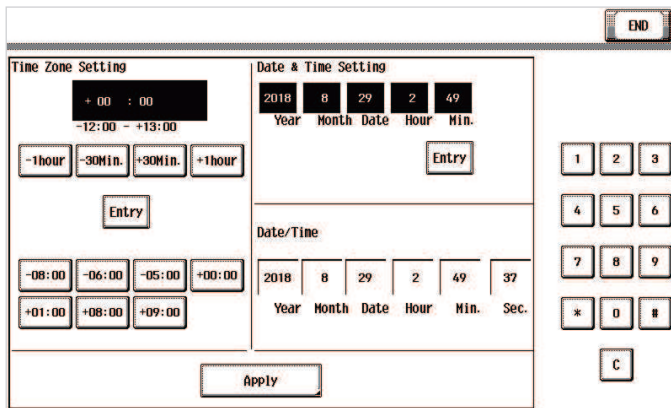 END
Time Zone Setting
+ 00 : 00
-12:00 - +13:00
-1hour -30Min. +30Min. +1hour
Entry
-08:00 -06:00 -05:00 +00:00
+01:00 +08:00 +09:00
Date & Time Setting
2018 8 29 2 49
Year Month Date Hour Min.
Entry
Date/Time
2018 8 29 2 49 37
Year Month Date Hour Min. Sec.
Apply
1 2 3
4 5 6
7 8 9
* 0 #
C